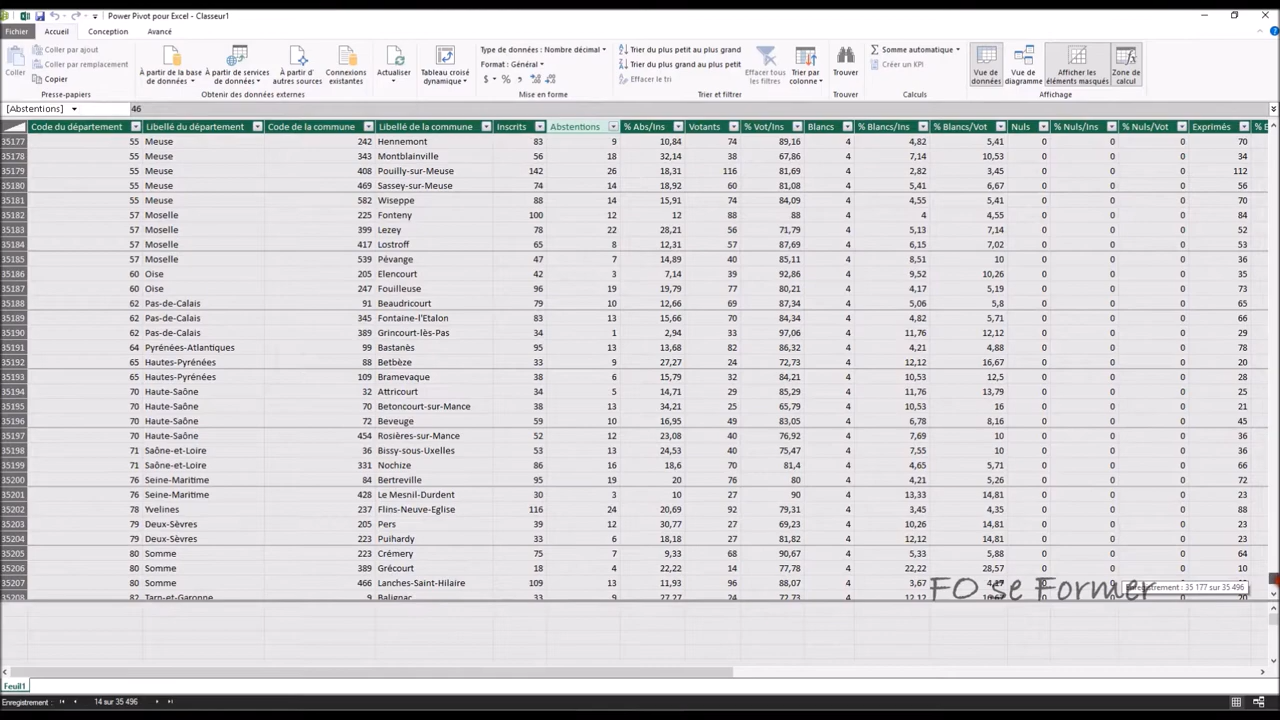 Power Pivot pour Excel - Classeur1
Fichier Accueil Conception Avancé
Coller Coller par ajout Coller par remplacement Copier
À partir de la base de données À partir de services de données À partir d' autres sources Connexions existantes
Actualiser Tableau croisé dynamique
Type de données : Nombre décimal Format : Général $ % ,
Trier du plus petit au plus grand Trier du plus petit au plus grand Effacer le tri
Effacer tous les filtres Trier par colonne Trouver
Somme automatique Créer un KPI
Vue de données Vue de diagramme Afficher les éléments masqués Zone de calcul
Presse-papiers Obtenir des données externes Mise en forme Trier et filtrer Trouver Calculs Affichage
[Abstentions] 46
Code du département Libellé du département Code de la commune Libellé de la commune Inscrits Abstentions % Abs/Ins Votants % Vot/Ins Blancs % Blancs/Ins % Blancs/Vot Nuls % Nuls/Ins % Nuls/Vot Exprimés
35177 55 Meuse 242 Hennemont 83 9 10,84 74 89,16 4 4,82 5,41 0 0 0 70
35178 55 Meuse 343 Montblainville 56 18 32,14 38 67,86 4 7,14 10,53 0 0 0 34
35179 55 Meuse 408 Pouilly-sur-Meuse 142 26 18,31 116 81,69 4 2,82 3,45 0 0 0 112
35180 55 Meuse 469 Sassey-sur-Meuse 74 14 18,92 60 81,08 4 5,41 6,67 0 0 0 56
35181 55 Meuse 582 Wiseppe 88 14 15,91 74 84,09 4 4,55 5,41 0 0 0 70
35182 57 Moselle 225 Fonteny 100 12 12 88 88 4 4 4,55 0 0 0 84
35183 57 Moselle 399 Lezey 78 22 28,21 56 71,79 4 5,13 7,14 0 0 0 52
35184 57 Moselle 417 Lostroff 65 8 12,31 57 87,69 4 6,15 7,02 0 0 0 53
35185 57 Moselle 539 Pévange 47 7 14,89 40 85,11 4 8,51 10 0 0 0 36
35186 60 Oise 205 Elencourt 42 3 7,14 39 92,86 4 9,52 10,26 0 0 0 35
35187 60 Oise 247 Fouilleuse 96 19 19,79 77 80,21 4 4,17 5,19 0 0 0 73
35188 62 Pas-de-Calais 91 Beaudricourt 79 10 12,66 69 87,34 4 5,06 5,8 0 0 0 65
35189 62 Pas-de-Calais 345 Fontaine-l'Etalon 83 13 15,66 70 84,34 4 4,82 5,71 0 0 0 66
35190 62 Pas-de-Calais 389 Grincourt-lès-Pas 34 1 2,94 33 97,06 4 11,76 12,12 0 0 0 29
35191 64 Pyrénées-Atlantiques 99 Bastanès 95 13 13,68 82 86,32 4 4,21 4,88 0 0 0 78
35192 65 Hautes-Pyrénées 88 Betbèze 33 9 27,27 24 72,73 4 12,12 16,67 0 0 0 20
35193 65 Hautes-Pyrénées 109 Bramevaque 38 6 15,79 32 84,21 4 10,53 12,5 0 0 0 28
35194 70 Haute-Saône 32 Attricourt 34 5 14,71 29 85,29 4 11,76 13,79 0 0 0 25
35195 70 Haute-Saône 70 Betoncourt-sur-Mance 38 13 34,21 25 65,79 4 10,53 16 0 0 0 21
35196 70 Haute-Saône 72 Beveuge 59 10 16,95 49 83,05 4 6,78 8,16 0 0 0 45
35197 70 Haute-Saône 454 Rosières-sur-Mance 52 12 23,08 40 76,92 4 7,69 10 0 0 0 36
35198 71 Saône-et-Loire 36 Bissy-sous-Uxelles 53 13 24,53 40 75,47 4 7,55 10 0 0 0 36
35199 71 Saône-et-Loire 331 Nochize 86 16 18,6 70 81,4 4 4,65 5,71 0 0 0 66
35200 76 Seine-Maritime 84 Bertreville 95 19 20 76 80 4 4,21 5,26 0 0 0 72
35201 76 Seine-Maritime 428 Le Mesnil-Durdent 30 3 10 27 90 4 13,33 14,81 0 0 0 23
35202 78 Yvelines 237 Flins-Neuve-Eglise 116 24 20,69 92 79,31 4 3,45 4,35 0 0 0 88
35203 79 Deux-Sèvres 205 Pers 39 12 30,77 27 69,23 4 10,26 14,81 0 0 0 23
35204 79 Deux-Sèvres 223 Puihardy 33 6 18,18 27 81,82 4 12,12 14,81 0 0 0 23
35205 80 Somme 223 Crémery 75 7 9,33 68 90,67 4 5,33 5,88 0 0 0 64
35206 80 Somme 389 Grécourt 18 4 22,22 14 77,78 4 22,22 28,57 0 0 0 10
35207 80 Somme 466 Lanches-Saint-Hilaire 109 13 11,93 96 88,07 4 3,67 4,17 0
35208 82 Tarn-et-Garonne 9 Balignac 33 9 27,27 24 72,73 4 12,12
FO se Former
Enregistrement : 35 177 sur 35 496
Feuil1
Enregistrement : 14 sur 35 496